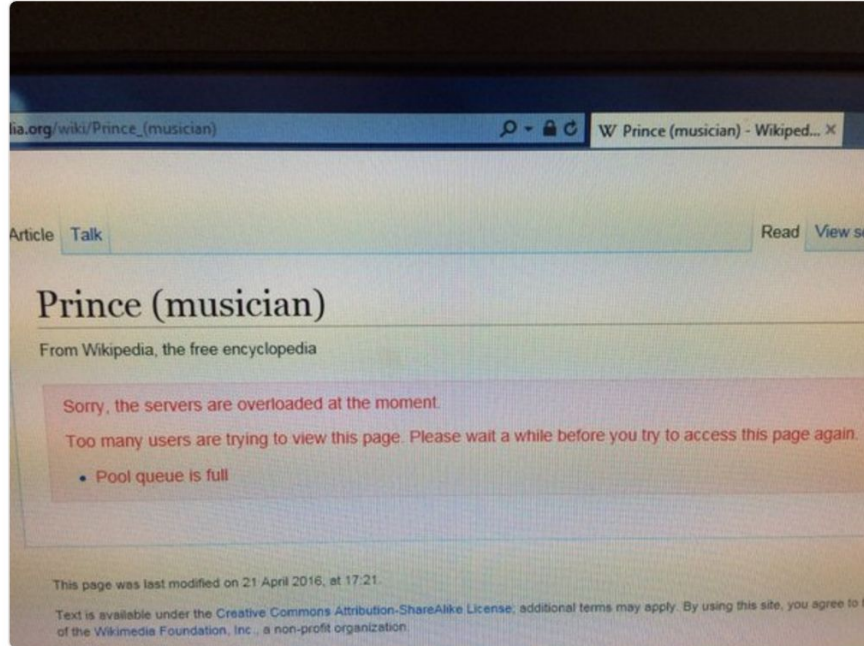 lia.org/wiki/Prince_(musician)
W Prince (musician) - Wikiped... ×
Article Talk
Read View
Prince (musician)
From Wikipedia, the free encyclopedia
Sorry, the servers are overloaded at the moment.
Too many users are trying to view this page. Please wait a while before you try to access this page again.
• Pool queue is full
This page was last modified on 21 April 2016, at 17:21.
Text is available under the Creative Commons Attribution-ShareAlike License; additional terms may apply. By using this site, you agree to
of the Wikimedia Foundation, Inc., a non-profit organization.